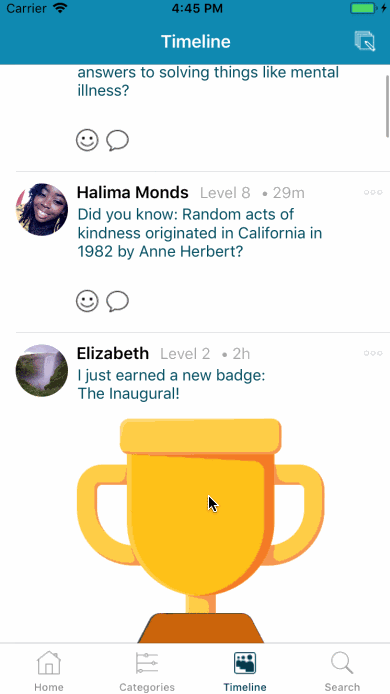 Carrier 4:45 PM
Timeline
answers to solving things like mental
illness?
Halima Monds Level 8 • 29m
Did you know: Random acts of
kindness originated in California in
1982 by Anne Herbert?
Elizabeth Level 2 • 2h
I just earned a new badge:
The Inaugural!
Home Categories Timeline Search